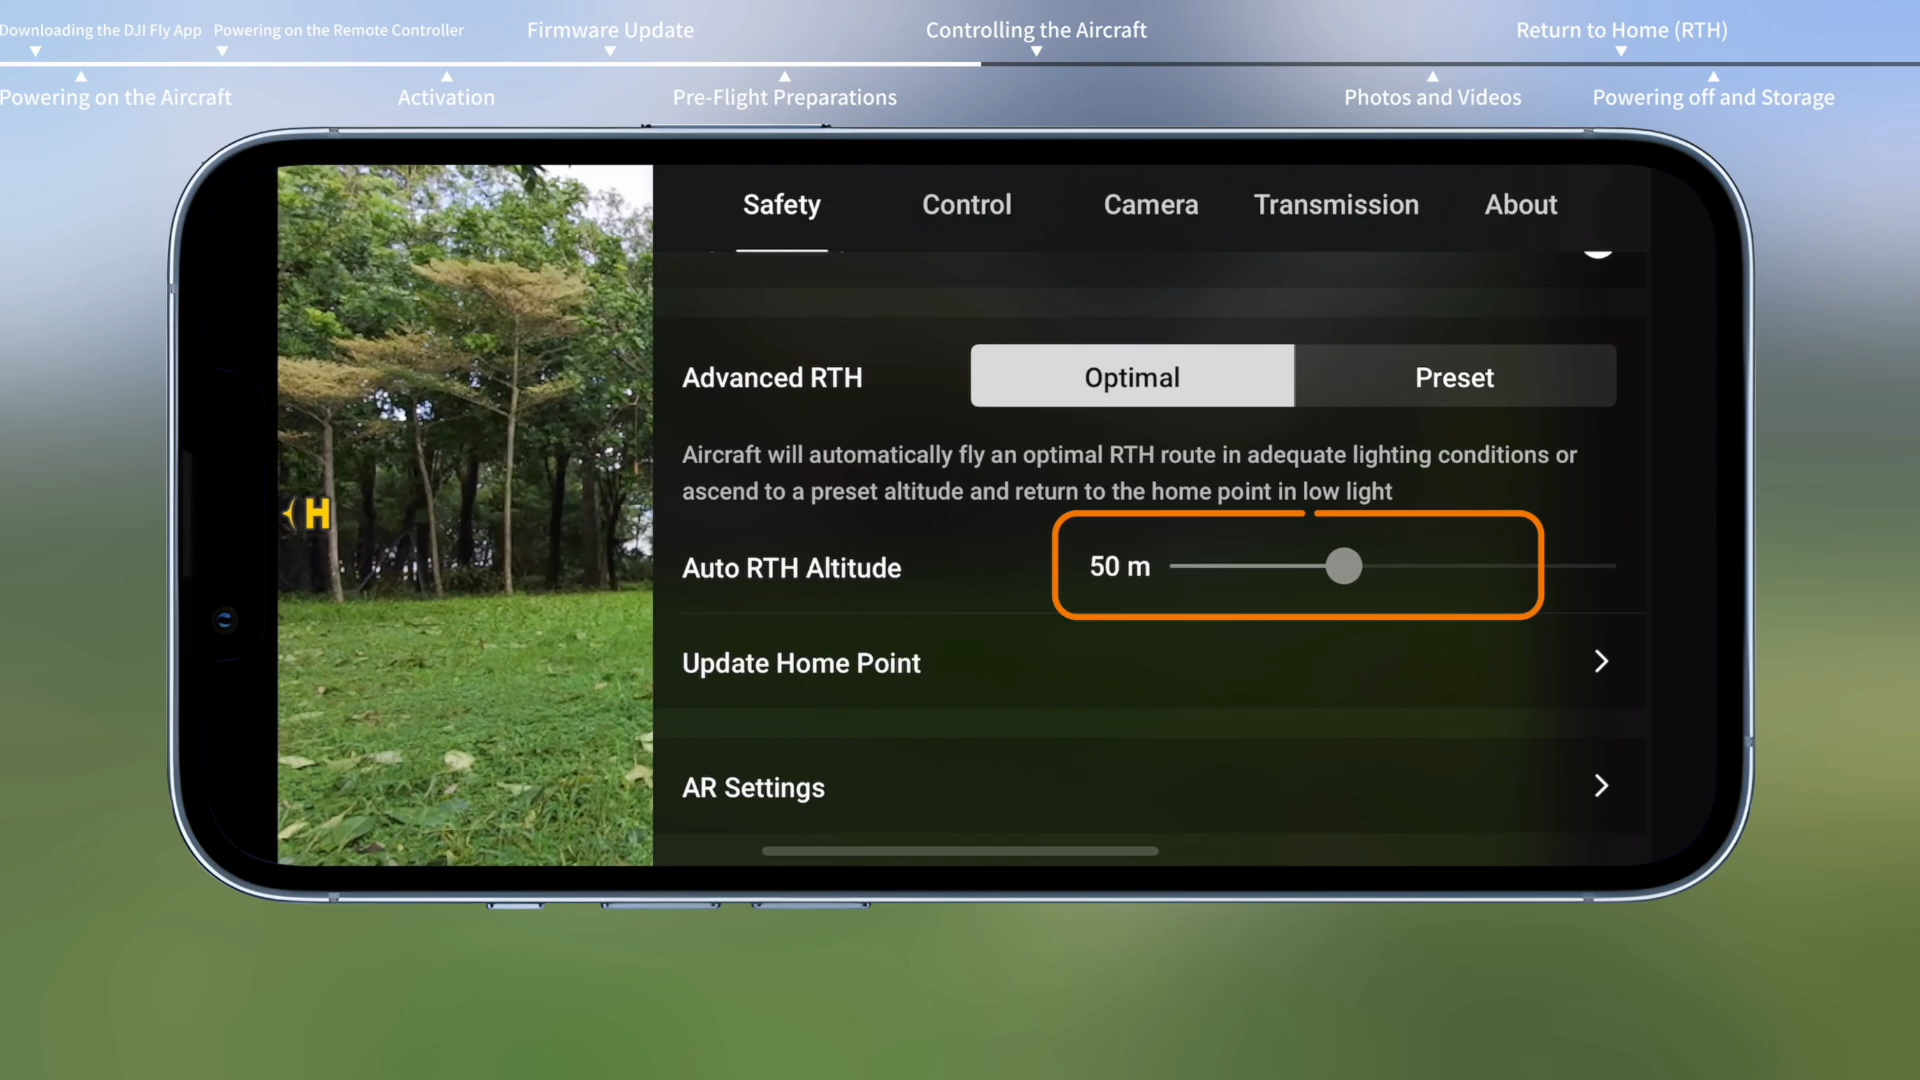 Downloading the DJI Fly App
Powering on the Remote Controller
Firmware Update
Controlling the Aircraft
Return to Home (RTH)
Powering on the Aircraft
Activation
Pre-Flight Preparations
Photos and Videos
Powering off and Storage
Safety
Control
Camera
Transmission
About
Advanced RTH
Optimal
Preset
Aircraft will automatically fly an optimal RTH route in adequate lighting conditions or
ascend to a preset altitude and return to the home point in low light
H
Auto RTH Altitude
50 m
Update Home Point
AR Settings